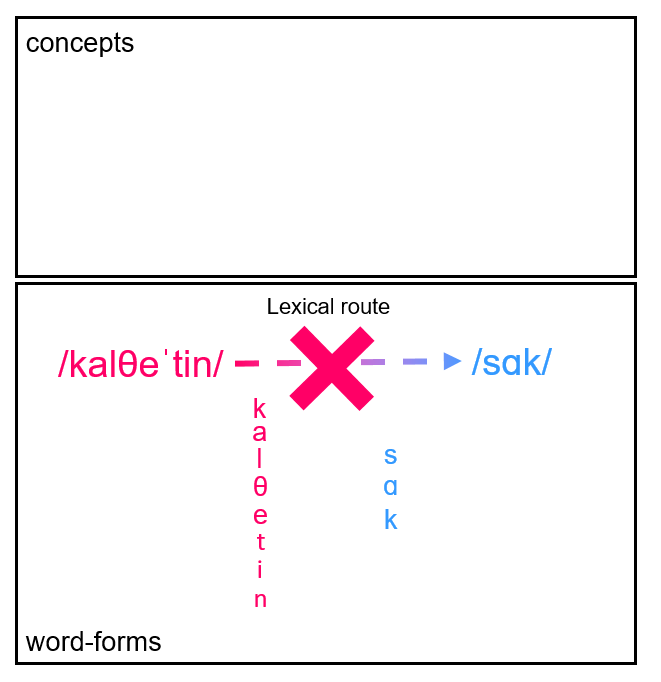 concepts
Lexical route
/kalθeˈtin/
/sɑk/
k
a
l
θ
e
t
i
n
s
ɑ
k
word-forms